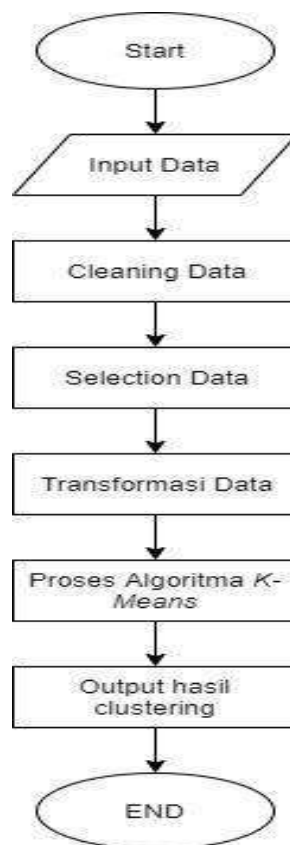 Start
Input Data
Cleaning Data
Selection Data
Transformasi Data
Proses Algoritma K-
Means
Output hasil
clustering
END